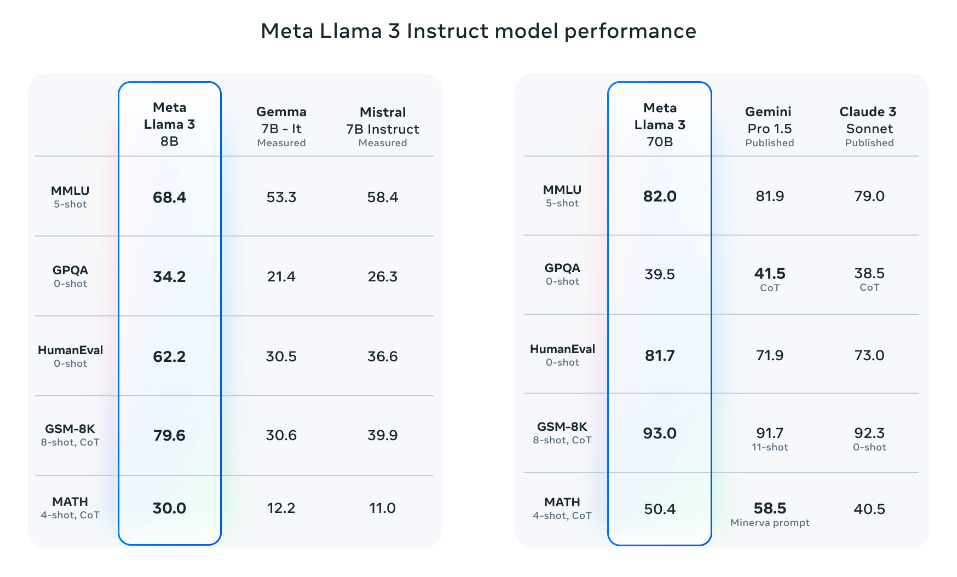 Meta Llama 3 Instruct model performance
Meta
Llama 3
8B
Gemma
7B - It
Measured
Mistral
7B Instruct
Measured
MMLU
5-shot
68.4
53.3
58.4
GPQA
0-shot
34.2
21.4
26.3
HumanEval
0-shot
62.2
30.5
36.6
GSM-8K
8-shot, CoT
79.6
30.6
39.9
MATH
4-shot, CoT
30.0
12.2
11.0
Meta
Llama 3
70B
Gemini
Pro 1.5
Published
Claude 3
Sonnet
Published
MMLU
5-shot
82.0
81.9
79.0
GPQA
0-shot
39.5
41.5
CoT
38.5
CoT
HumanEval
0-shot
81.7
71.9
73.0
GSM-8K
8-shot, CoT
93.0
91.7
11-shot
92.3
0-shot
MATH
4-shot, CoT
50.4
58.5
Minerva prompt
40.5